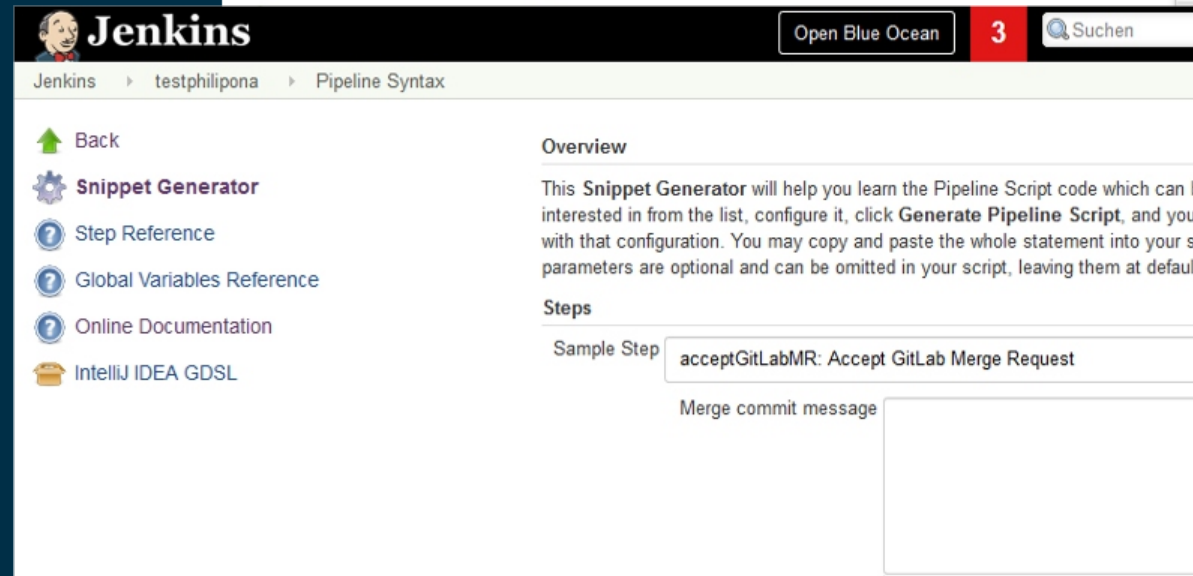 Jenkins
Open Blue Ocean
3
Suchen
Jenkins
testphilipona
Pipeline Syntax
Back
Snippet Generator
Step Reference
Global Variables Reference
Online Documentation
IntelliJ IDEA GDSL
Overview
This Snippet Generator will help you learn the Pipeline Script code which can
interested in from the list, configure it, click Generate Pipeline Script, and you
with that configuration. You may copy and paste the whole statement into your
parameters are optional and can be omitted in your script, leaving them at
Steps
Sample Step
acceptGitLabMR: Accept GitLab Merge Request
Merge commit message